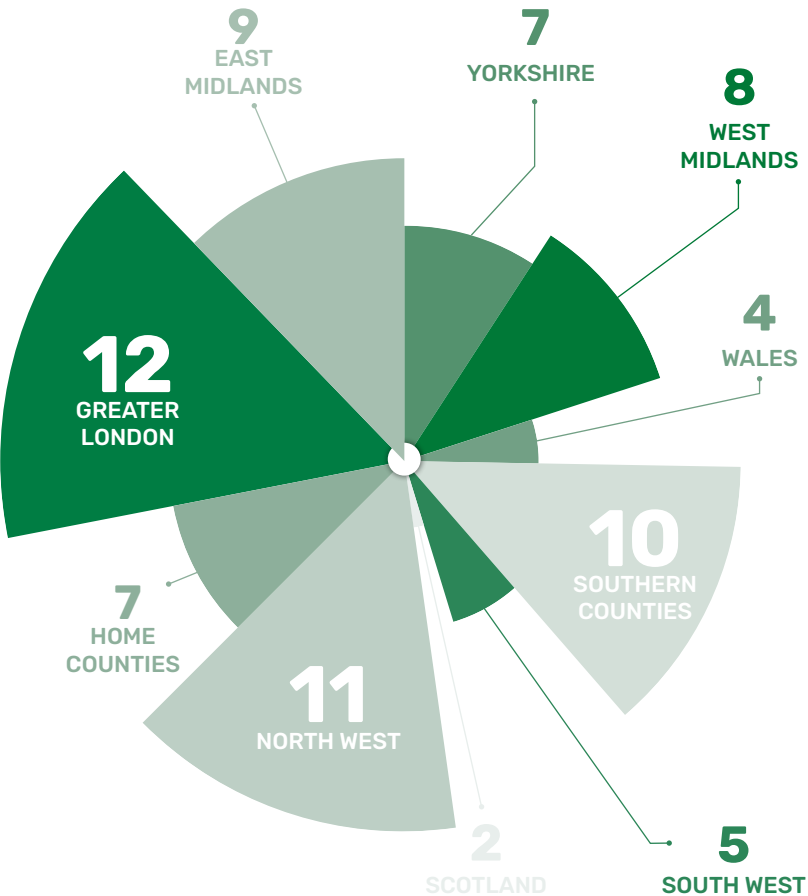 9
EAST
MIDLANDS
7
YORKSHIRE
8
WEST
MIDLANDS
4
WALES
12
GREATER
LONDON
10
SOUTHERN
COUNTIES
7
HOME
COUNTIES
11
NORTH WEST
2
SCOTLAND
5
SOUTH WEST